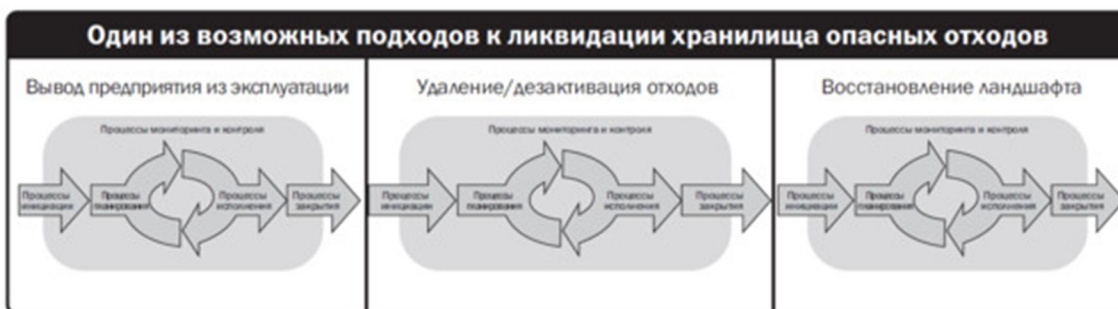 Один из возможных подходов к ликвидации хранилища опасных отходов
Вывод предприятия из эксплуатации
Процессы мониторинга и контроля
Процессы
инициации
Процессы
планирования
Процессы
исполнения
Процессы
закрытия
Удаление/дезактивация отходов
Процессы мониторинга и контроля
Процессы
инициации
Процессы
планирования
Процессы
исполнения
Процессы
закрытия
Восстановление ландшафта
Процессы мониторинга и контроля
Процессы
инициации
Процессы
планирования
Процессы
исполнения
Процессы
закрытия